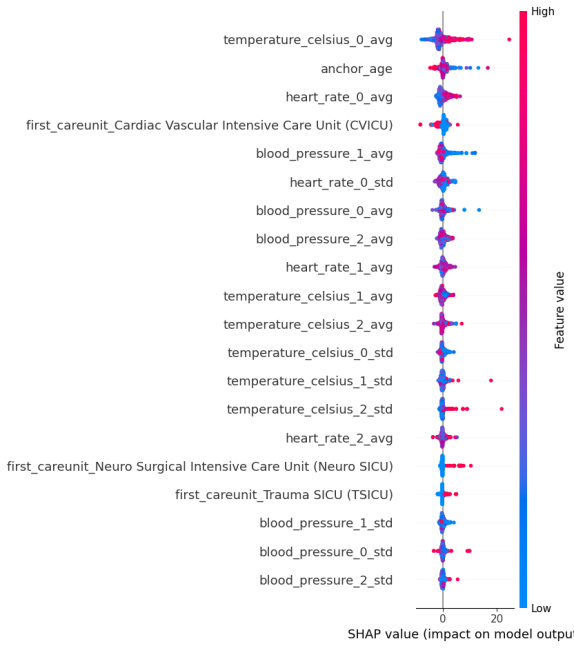 High
temperature_celsius_0_avg
anchor_age
heart_rate_0_avg
first_careunit_Cardiac Vascular Intensive Care Unit (CVICU)
blood_pressure_1_avg
heart_rate_0_std
blood_pressure_0_avg
blood_pressure_2_avg
heart_rate_1_avg
temperature_celsius_1_avg
temperature_celsius_2_avg
temperature_celsius_0_std
temperature_celsius_1_std
temperature_celsius_2_std
heart_rate_2_avg
first_careunit_Neuro Surgical Intensive Care Unit (Neuro SICU)
first_careunit_Trauma SICU (TSICU)
blood_pressure_1_std
blood_pressure_0_std
blood_pressure_2_std
Feature value
Low
0 20
SHAP value (impact on model output